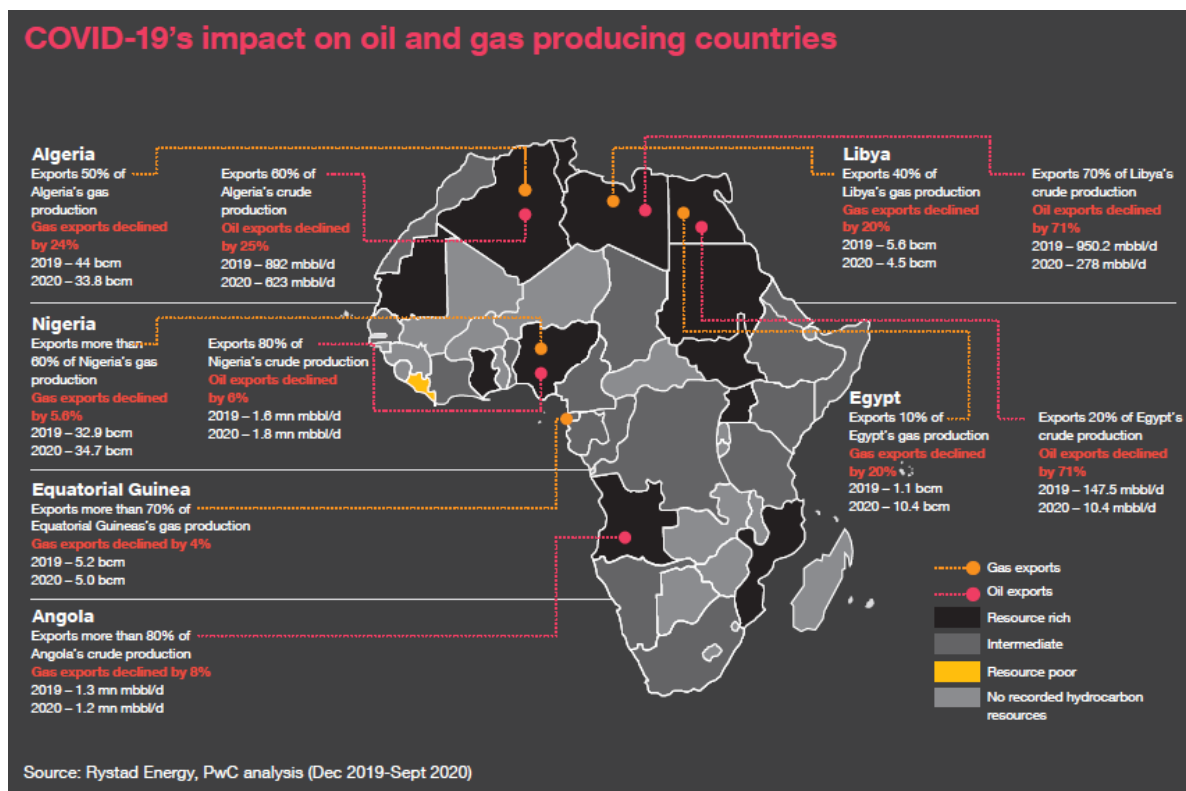 COVID-19's impact on oil and gas producing countries
Algeria
Exports 50% of
Algeria's gas
production
Gas exports declined
by 24%
2019 – 44 bcm
2020 – 33.8 bcm
Exports 60% of
Algeria's crude
production
Oil exports declined
by 25%
2019 – 892 mbbl/d
2020 – 623 mbbl/d
Libya
Exports 40% of
Libya's gas production
Gas exports declined
by 20%
2019 – 5.6 bcm
2020 – 4.5 bcm
Exports 70% of Libya's
crude production
Oil exports declined
by 71%
2019 – 950.2 mbbl/d
2020 – 278 mbbl/d
Nigeria
Exports more than
60% of Nigeria's gas
production
Gas exports declined
by 5.6%
2019 – 32.9 bcm
2020 – 34.7 bcm
Exports 80% of
Nigeria's crude production
Oil exports declined
by 6%
2019 – 1.6 mn mbbl/d
2020 – 1.8 mn mbbl/d
Egypt
Exports 10% of
Egypt's gas production
Gas exports declined
by 20%
2019 – 1.1 bcm
2020 – 10.4 bcm
Exports 20% of Egypt's
crude production
Oil exports declined
by 71%
2019 – 147.5 mbbl/d
2020 – 10.4 mbbl/d
Equatorial Guinea
Exports more than 70% of
Equatorial Guineas's gas production
Gas exports declined by 4%
2019 – 5.2 bcm
2020 – 5.0 bcm
Angola
Exports more than 80% of
Angola's crude production
Gas exports declined by 8%
2019 – 1.3 mn mbbl/d
2020 – 1.2 mn mbbl/d
Gas exports
Oil exports
Resource rich
Intermediate
Resource poor
No recorded hydrocarbon
resources
Source: Rystad Energy, PwC analysis (Dec 2019-Sept 2020)